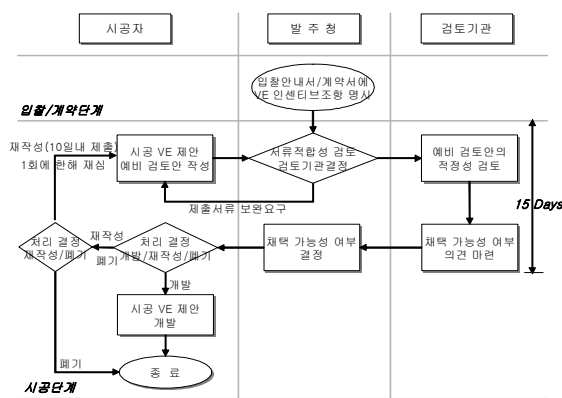 시공자
발 주 청
검토기관
입찰안내서/계약서에
VE 인센티브조항 명시
입찰/계약단계
재작성(10일내 제출)
1회에 한해 재심
시공 VE 제안
예비 검토안 작성
서류적합성 검토
검토기관결정
예비 검토안의
적정성 검토
제출서류 보완요구
15 Days
처리 결정
재작성/폐기
재작성
폐기
처리 결정
개발/재작성/폐기
채택 가능성 여부
결정
채택 가능성 여부
의견 마련
개발
시공 VE 제안
개발
폐기
종 료
시공단계